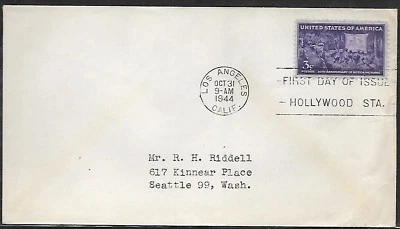 UNITED STATES OF AMERICA
3¢
LOS ANGELES
OCT 31
9-AM
1944
CALIF.
FIRST DAY OF ISSUE
HOLLYWOOD STA.
Mr. R. H. Riddell
617 Kinnear Place
Seattle 99, Wash.